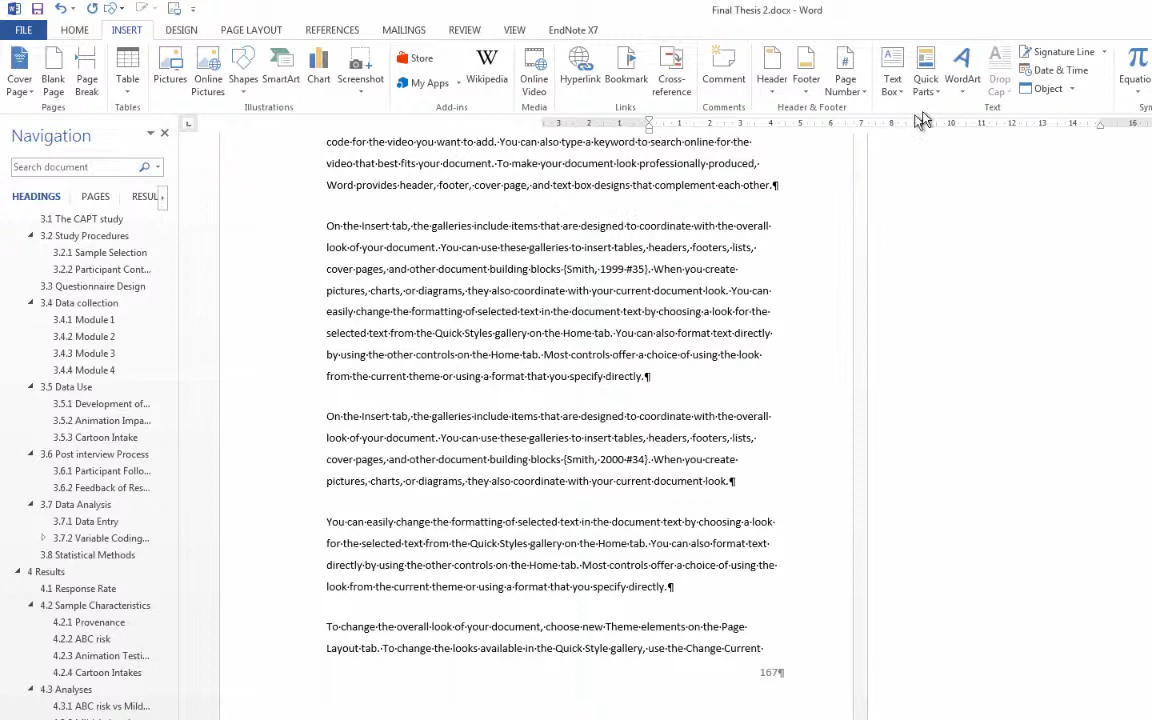 Final Thesis 2.docx - Word
FILE HOME INSERT DESIGN PAGE LAYOUT REFERENCES MAILINGS REVIEW VIEW EndNote X7
Cover Page Blank Page Page Break Table Pictures Online Pictures Shapes SmartArt Chart Screenshot Store My Apps Wikipedia Online Video Hyperlink Bookmark Cross-reference Comment Header Footer Page Number Text Box Quick Parts WordArt Drop Cap Signature Line Date & Time Object
Pages Tables Illustrations Add-ins Media Links Comments Header & Footer Text
Navigation
Search document
HEADINGS PAGES
3.1 The CAPT study
3.2 Study Procedures
3.2.1 Sample Selection
3.2.2 Participant Cont...
3.3 Questionnaire Design
3.4 Data collection
3.4.1 Module 1
3.4.2 Module 2
3.4.3 Module 3
3.4.4 Module 4
3.5 Data Use
3.5.1 Development of...
3.5.2 Animation Impa...
3.5.3 Cartoon Intake
3.6 Post interview Process
3.6.1 Participant Follo...
3.6.2 Feedback of Res...
3.7 Data Analysis
3.7.1 Data Entry
3.7.2 Variable Coding...
3.8 Statistical Methods
4 Results
4.1 Response Rate
4.2 Sample Characteristics
4.2.1 Provenance
4.2.2 ABC risk
4.2.3 Animation Testi...
4.2.4 Cartoon Intakes
4.3 Analyses
4.3.1 ABC risk vs Mild...
3 2 1 1 2 3 4 5 6 7 8 9 10 11 12 13 14 16
code for the video you want to add. You can also type a keyword to search online for the
video that best fits your document. To make your document look professionally produced,
Word provides header, footer, cover page, and text box designs that complement each other.¶
On the Insert tab, the galleries include items that are designed to coordinate with the overall
look of your document. You can use these galleries to insert tables, headers, footers, lists,
cover pages, and other document building blocks {Smith, 1999 #35}. When you create
pictures, charts, or diagrams, they also coordinate with your current document look. You can
easily change the formatting of selected text in the document text by choosing a look for the
selected text from the Quick Styles gallery on the Home tab. You can also format text directly
by using the other controls on the Home tab. Most controls offer a choice of using the look
from the current theme or using a format that you specify directly.¶
On the Insert tab, the galleries include items that are designed to coordinate with the overall
look of your document. You can use these galleries to insert tables, headers, footers, lists,
cover pages, and other document building blocks {Smith, 2000 #34}. When you create
pictures, charts, or diagrams, they also coordinate with your current document look.¶
You can easily change the formatting of selected text in the document text by choosing a look
for the selected text from the Quick Styles gallery on the Home tab. You can also format text
directly by using the other controls on the Home tab. Most controls offer a choice of using the
look from the current theme or using a format that you specify directly.¶
To change the overall look of your document, choose new Theme elements on the Page
Layout tab. To change the looks available in the Quick Style gallery, use the Change Current
167¶